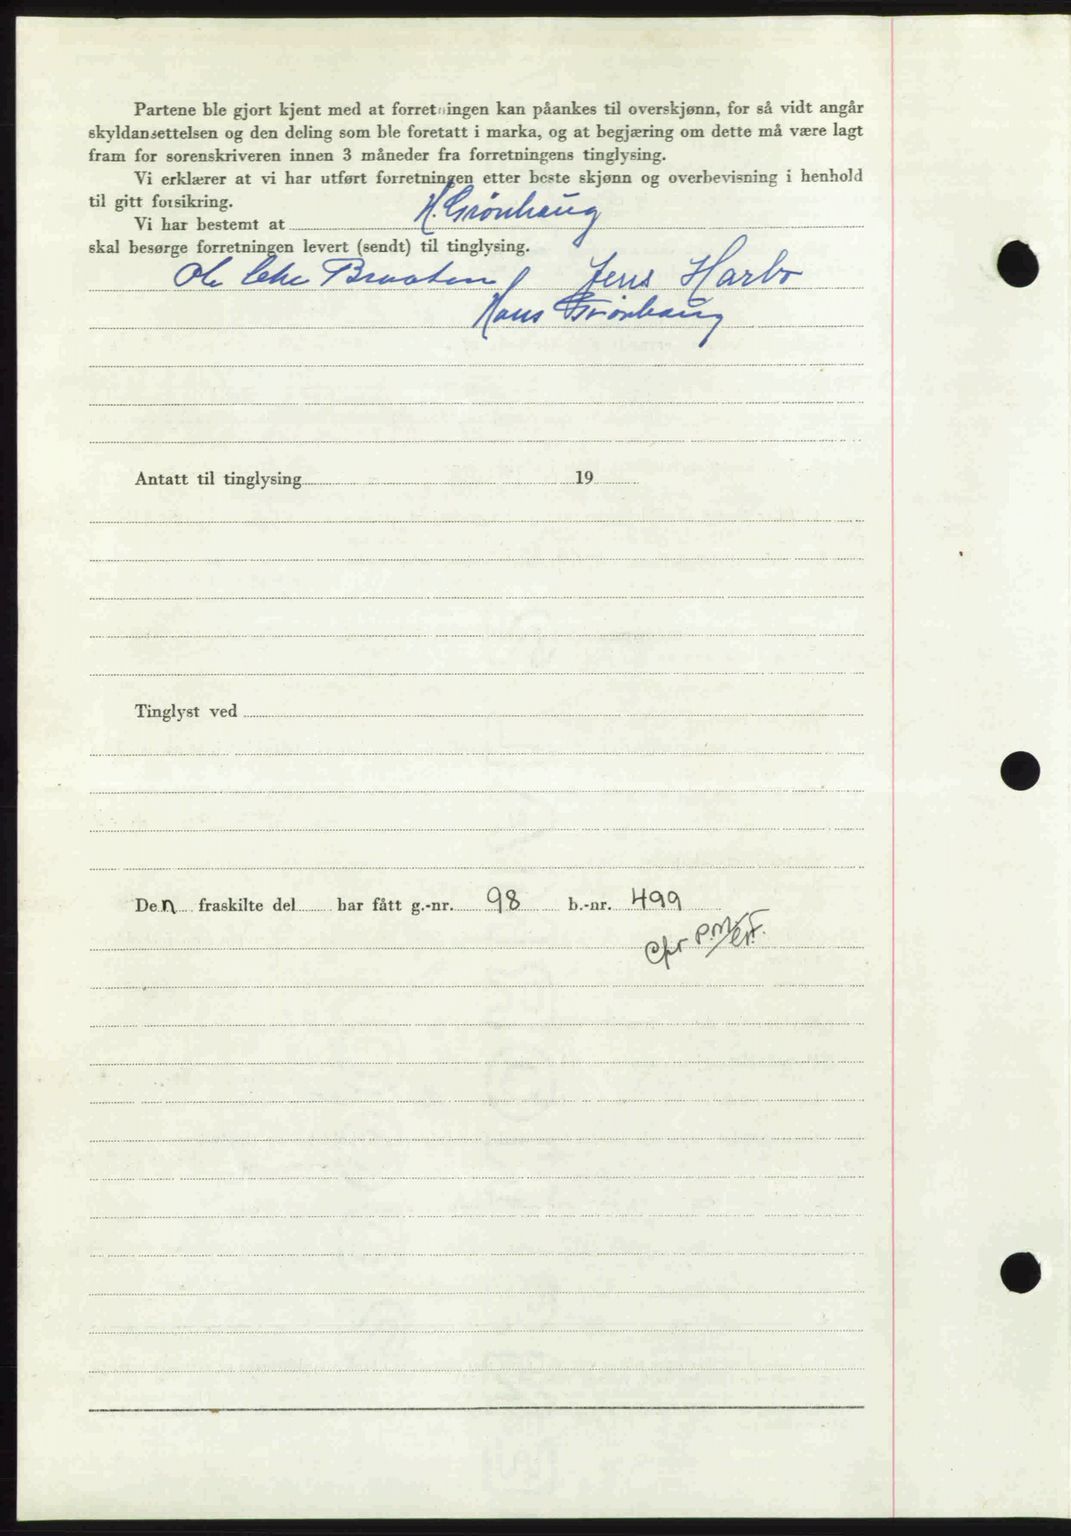 Partene ble gjort kjent med at forretningen kan påankes til overskjønn, for så vidt angår
skyldansettelsen og den deling som ble foretatt i marka, og at begjæring om dette må være lagt
fram for sorenskriveren innen 3 måneder fra forretningens tinglysing.
Vi erklærer at vi har utført forretningen etter beste skjønn og overbevisning i henhold
til gitt forsikring.
Vi har bestemt at H. Grönhaug
skal besørge forretningen levert (sendt) til tinglysing.
Ole Braaten Jens Harbo
Hans Grönhaug
Antatt til tinglysing 19
Tinglyst ved
Den fraskilte del har fått g.-nr. 98 b.-nr. 499